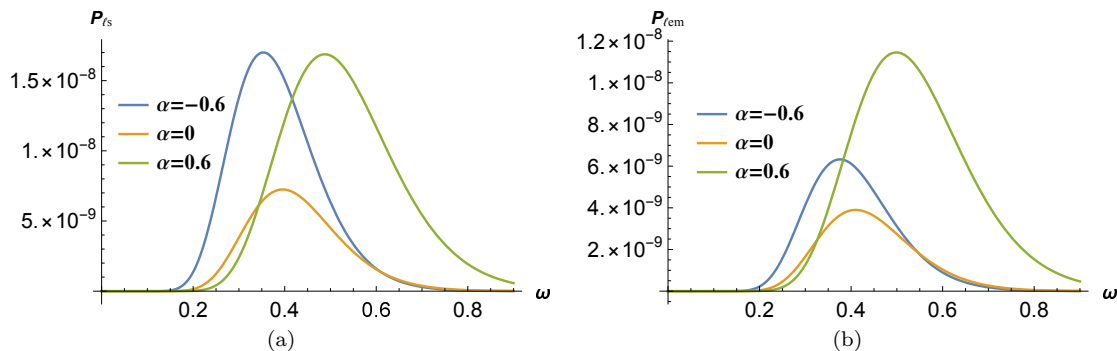 P_ℓs
1.5×10⁻⁸
1.×10⁻⁸
5.×10⁻⁹
α=-0.6
α=0
α=0.6
0.2 0.4 0.6 0.8
ω
(a)
P_ℓem
1.2×10⁻⁸
1.×10⁻⁸
8.×10⁻⁹
6.×10⁻⁹
4.×10⁻⁹
2.×10⁻⁹
α=-0.6
α=0
α=0.6
0.2 0.4 0.6 0.8
ω
(b)